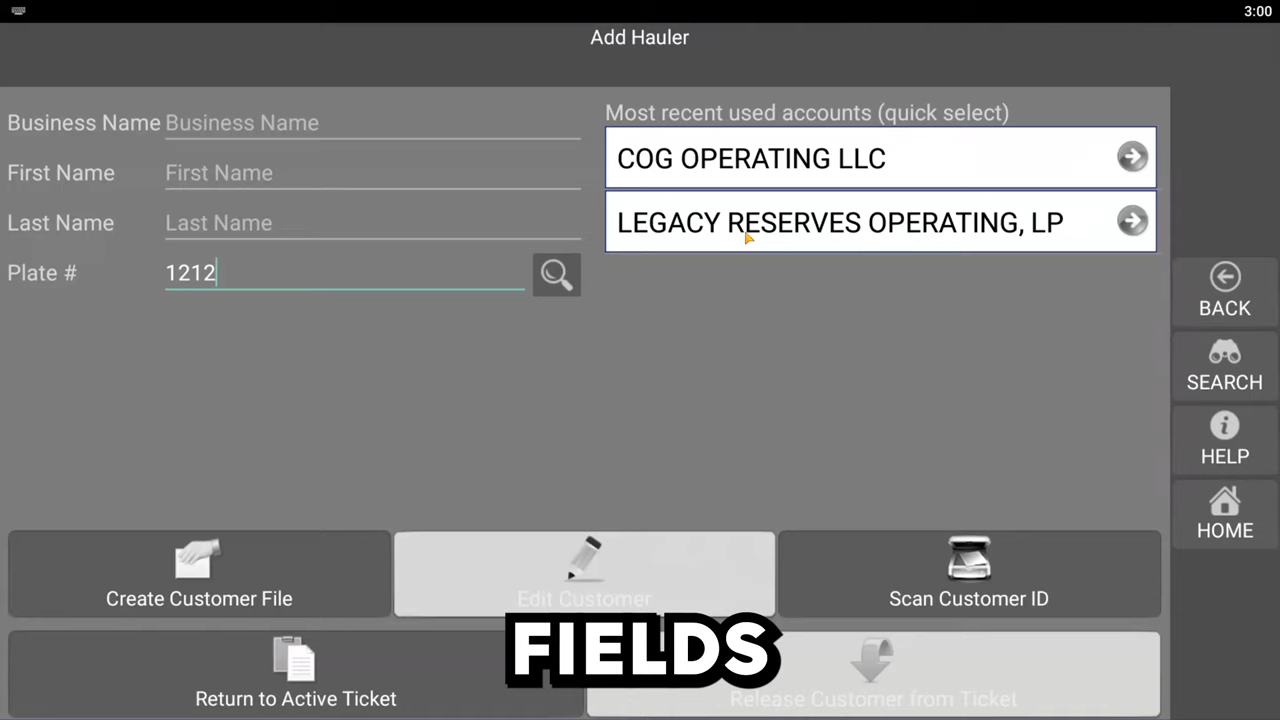 3:00
Add Hauler
Business Name Business Name
First Name First Name
Last Name Last Name
Plate # 1212
Most recent used accounts (quick select)
COG OPERATING LLC
LEGACY RESERVES OPERATING, LP
BACK
SEARCH
HELP
HOME
Create Customer File
Edit Customer
Scan Customer ID
FIELDS
Return to Active Ticket
Release Customer from Ticket